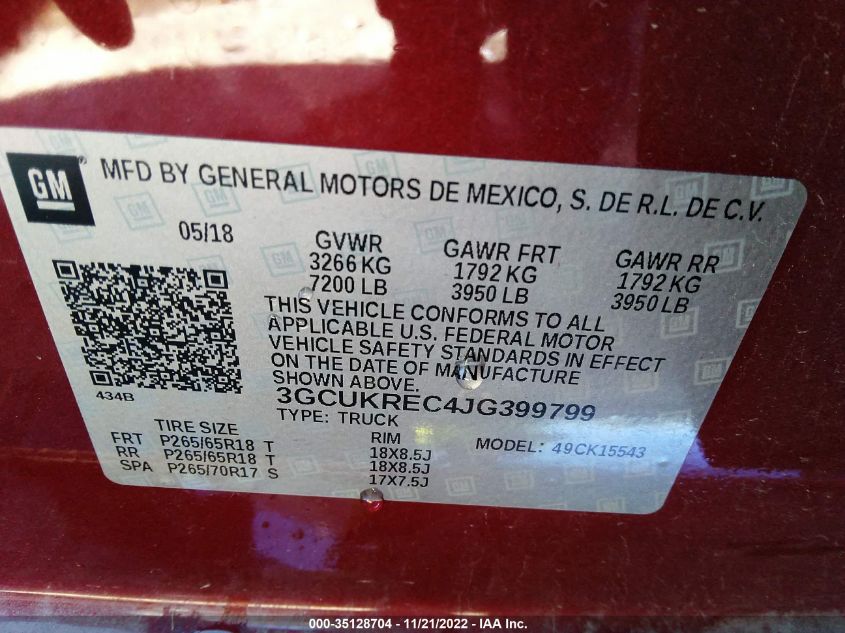 GM ®
MFD BY GENERAL MOTORS DE MEXICO, S. DE R.L. DE C.V.
05/18
GVWR GAWR FRT GAWR RR
3266 KG 1792 KG 1792 KG
7200 LB 3950 LB 3950 LB
THIS VEHICLE CONFORMS TO ALL
APPLICABLE U.S. FEDERAL MOTOR
VEHICLE SAFETY STANDARDS IN EFFECT
ON THE DATE OF MANUFACTURE
SHOWN ABOVE.
434B
3GCUKREC4JG399799
TYPE: TRUCK
MODEL: 49CK15543
TIRE SIZE RIM
FRT P265/65R18 T 18X8.5J
RR P265/65R18 T 18X8.5J
SPA P265/70R17 S 17X7.5J
000-35128704 - 11/21/2022 - IAA Inc.